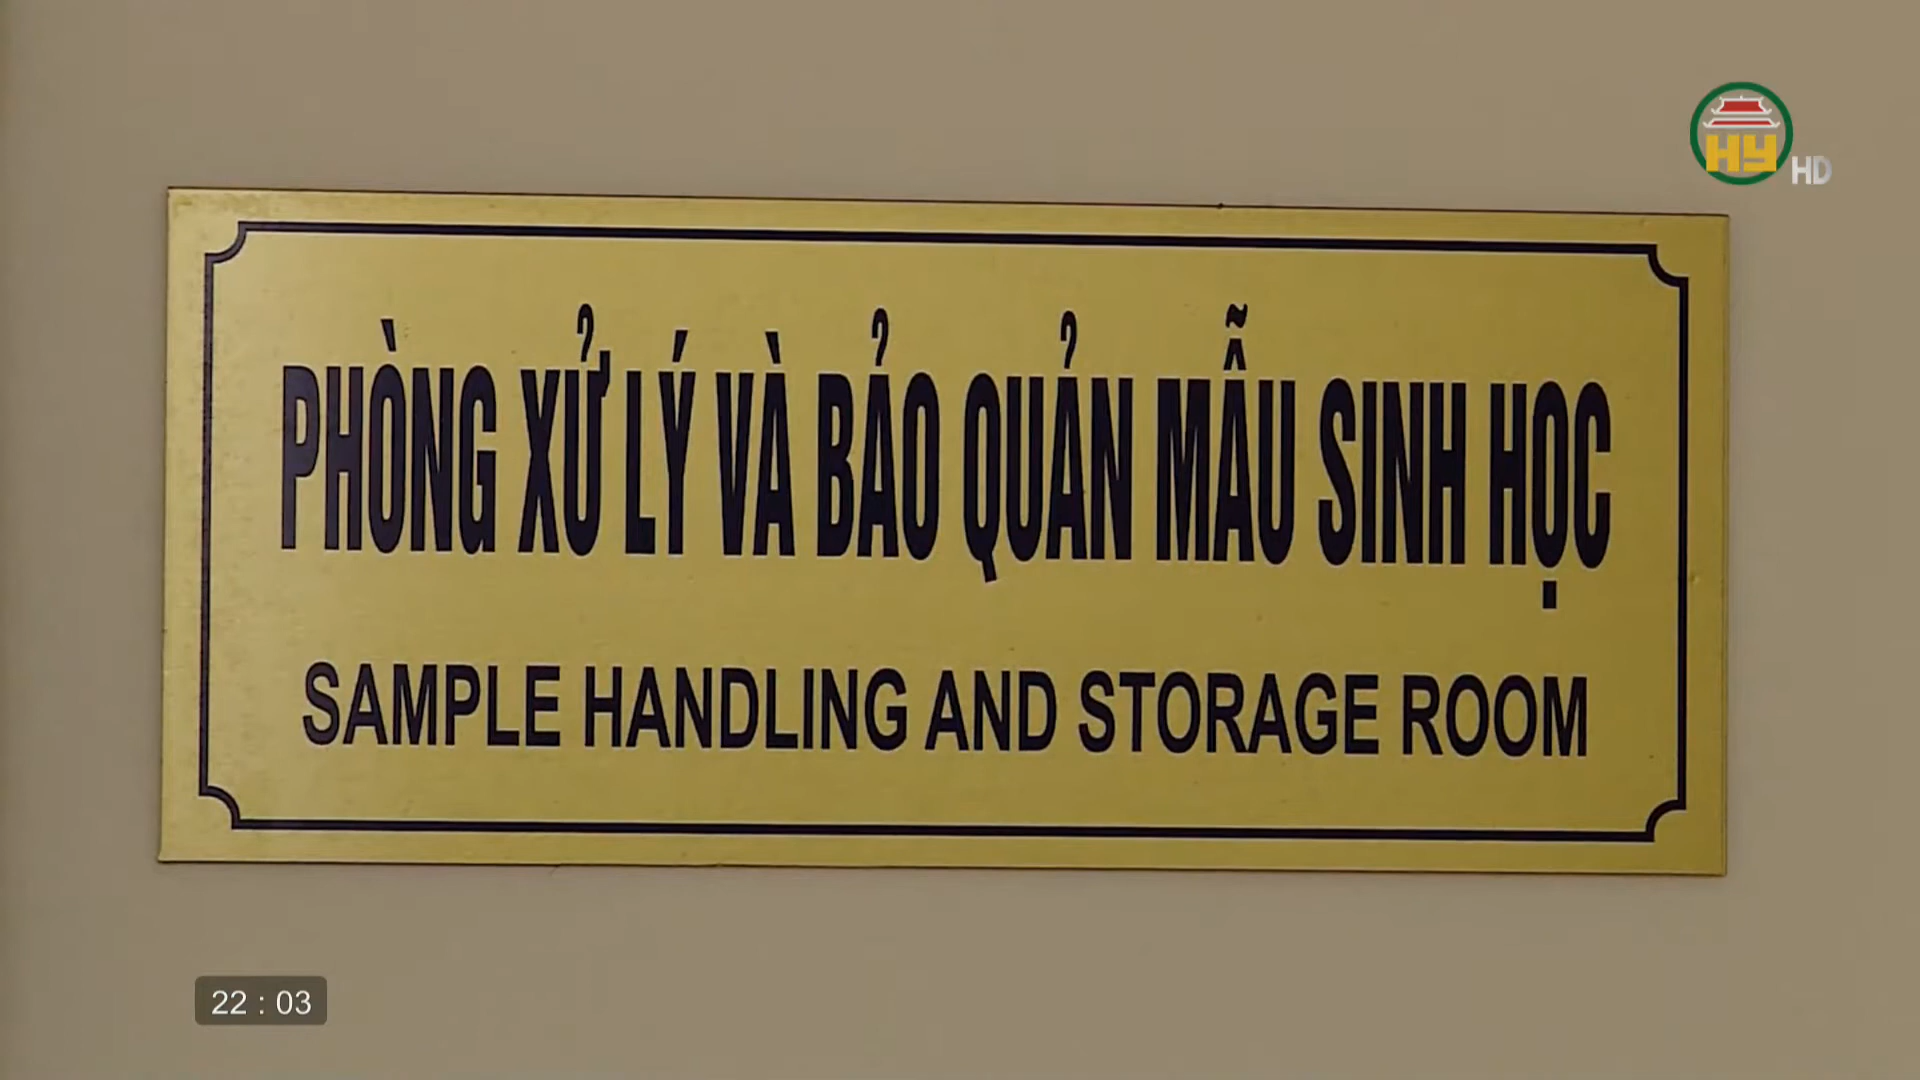 HY HD
PHÒNG XỬ LÝ VÀ BẢO QUẢN MẪU SINH HỌC
SAMPLE HANDLING AND STORAGE ROOM
22 : 03